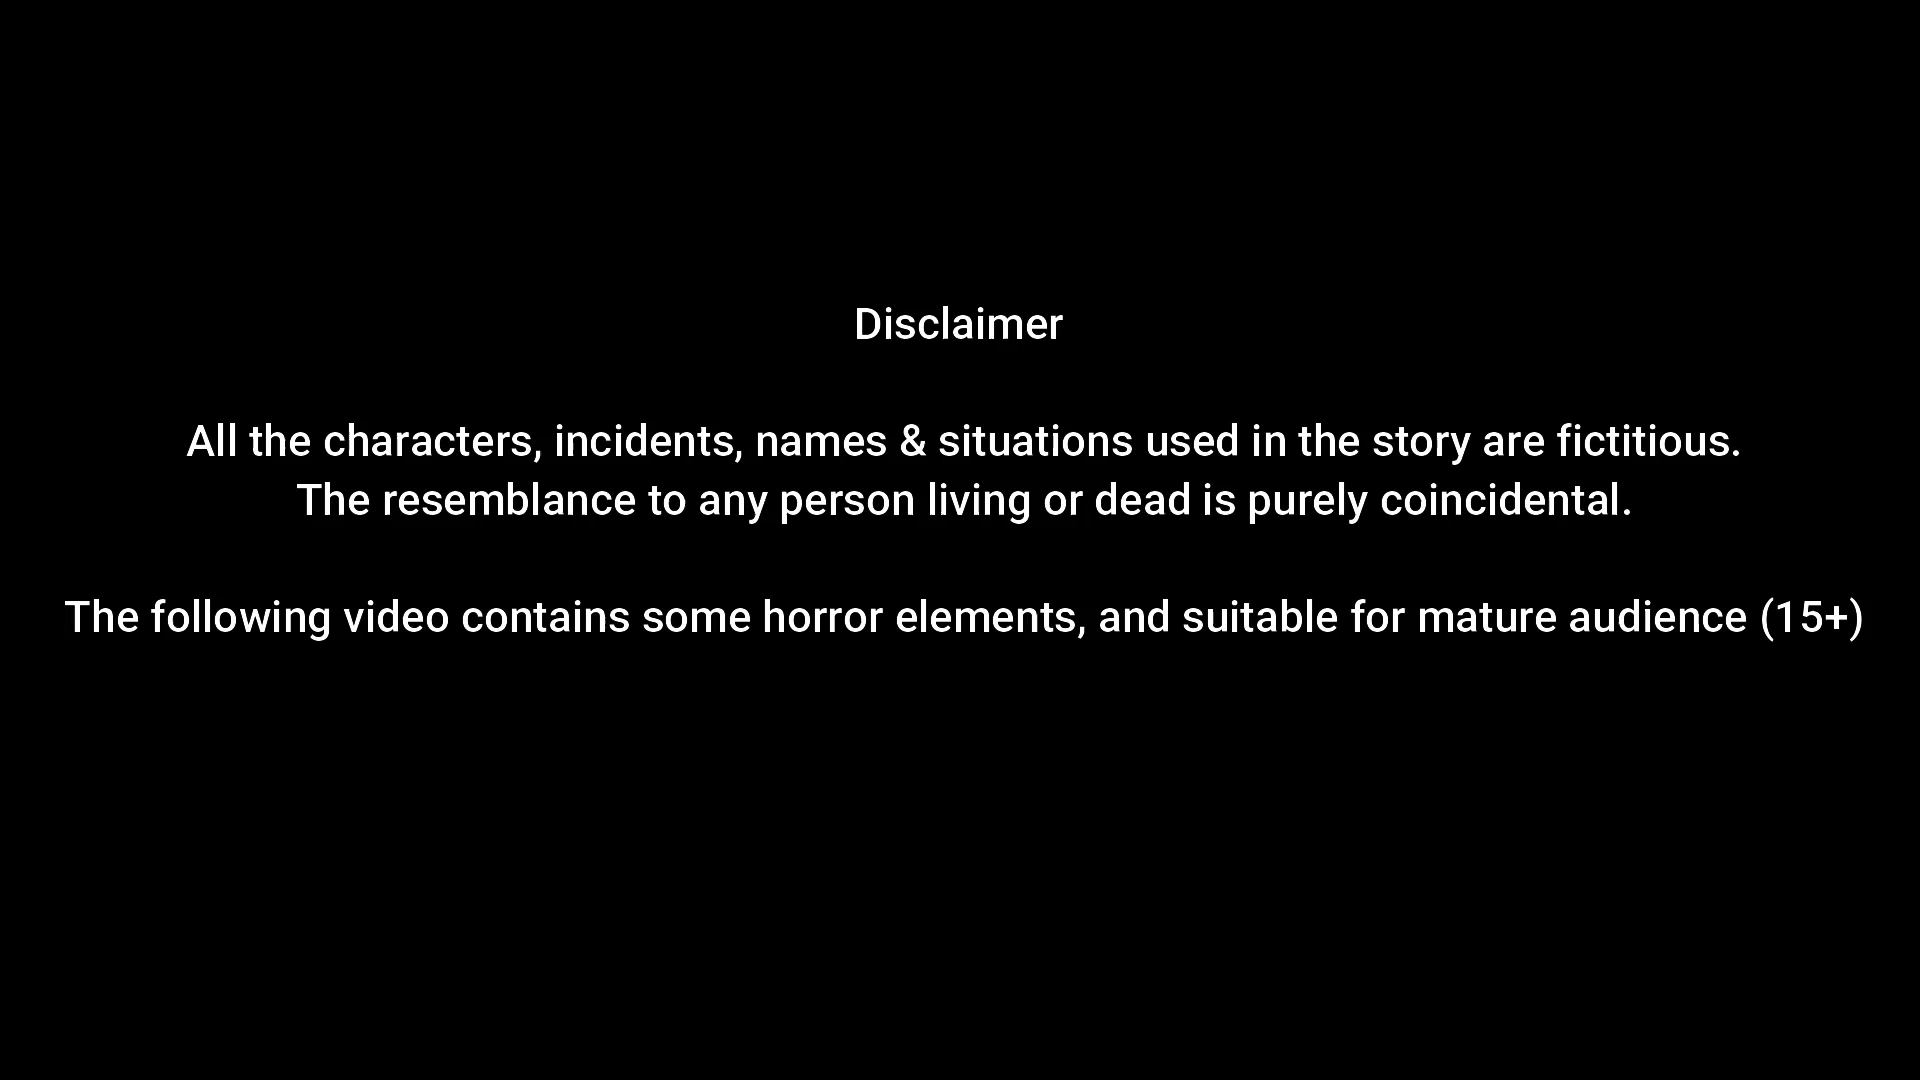 Disclaimer
All the characters, incidents, names & situations used in the story are fictitious.
The resemblance to any person living or dead is purely coincidental.
The following video contains some horror elements, and suitable for mature audience (15+)